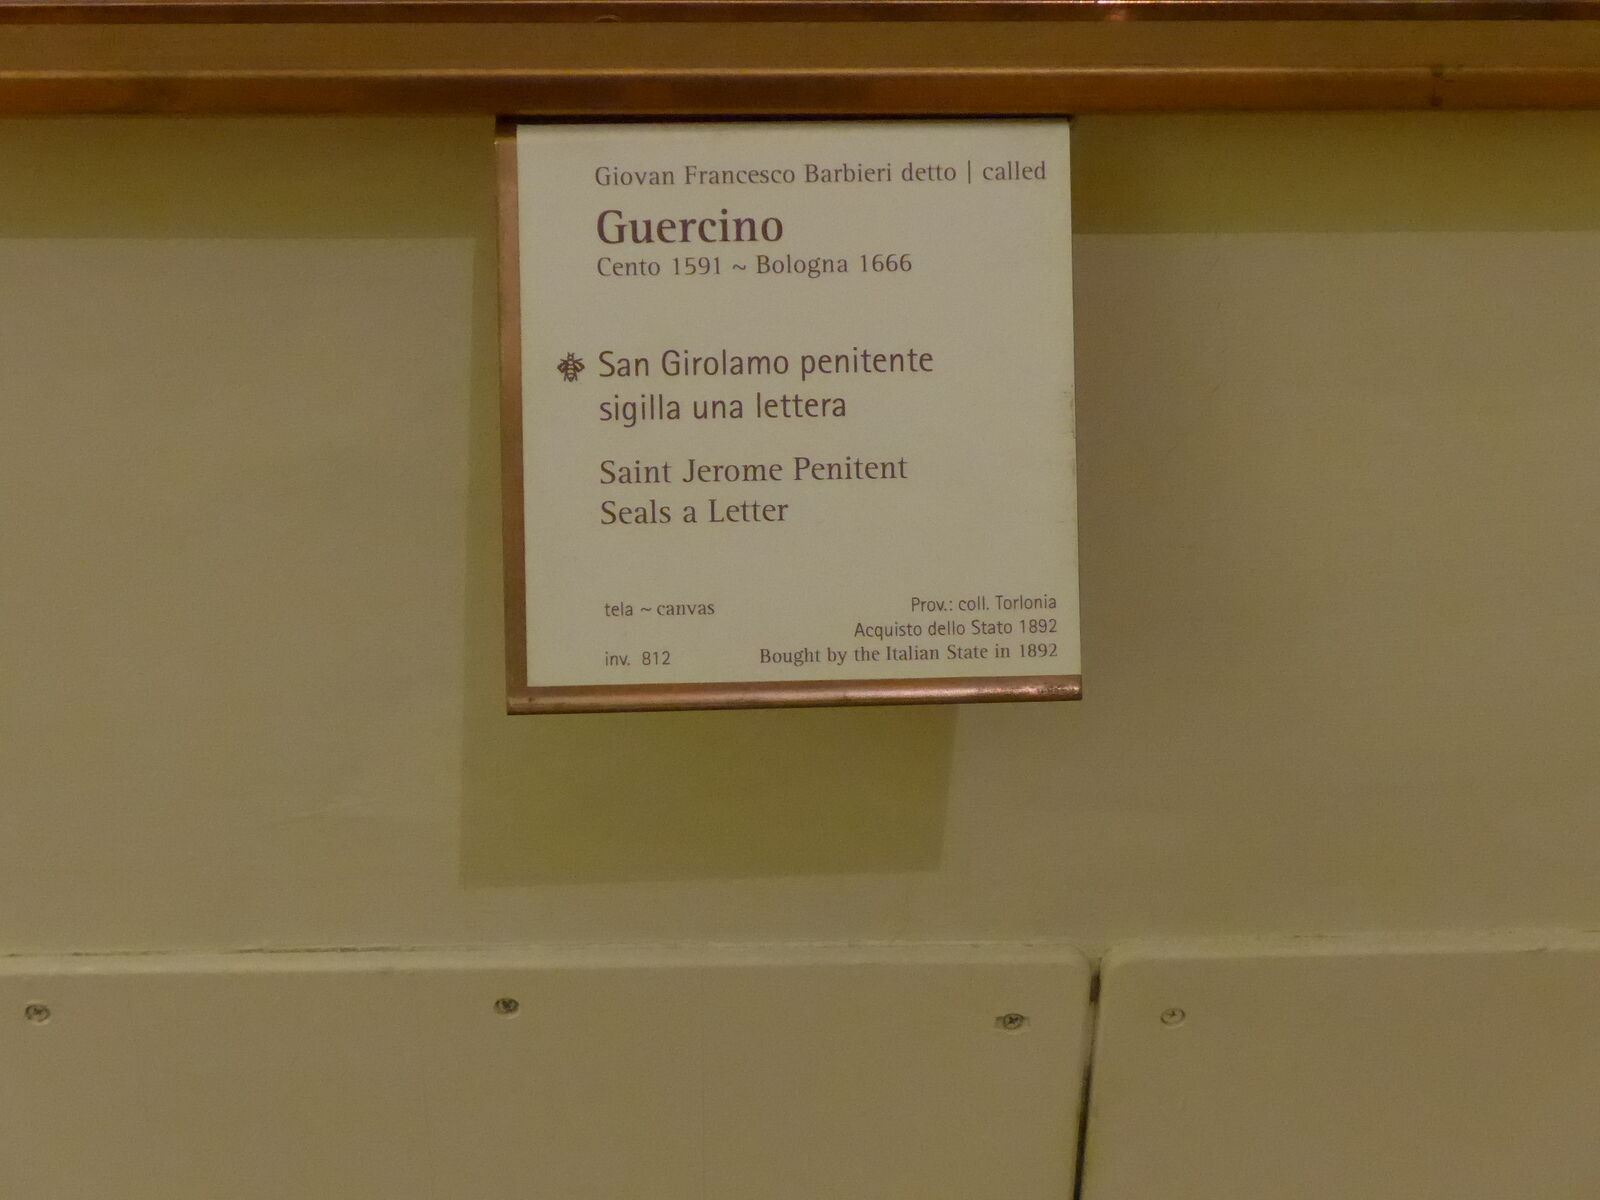 Giovan Francesco Barbieri detto | called
Guercino
Cento 1591 ~ Bologna 1666
San Girolamo penitente
sigilla una lettera
Saint Jerome Penitent
Seals a Letter
tela ~ canvas
inv. 812
Prov.: coll. Torlonia
Acquisto dello Stato 1892
Bought by the Italian State in 1892